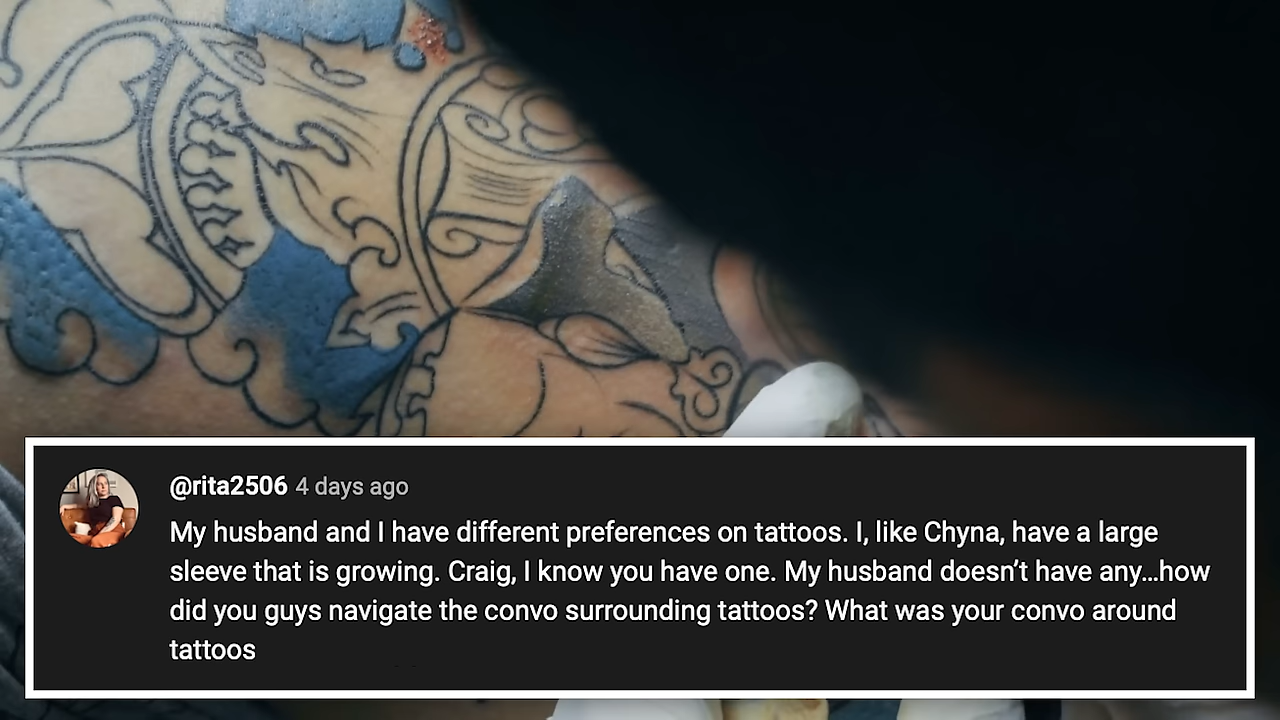 @rita2506 4 days ago
My husband and I have different preferences on tattoos. I, like Chyna, have a large
sleeve that is growing. Craig, I know you have one. My husband doesn’t have any…how
did you guys navigate the convo surrounding tattoos? What was your convo around
tattoos